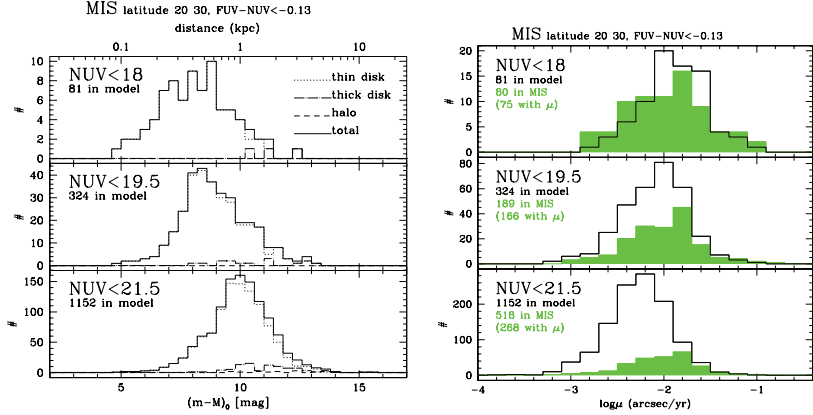 MIS latitude 20 30, FUV-NUV<-0.13
distance (kpc)
0.1 1 10
NUV<18
81 in model
thin disk
thick disk
halo
total
10
8
6
4
2
0
#
NUV<19.5
324 in model
40
30
20
10
0
#
NUV<21.5
1152 in model
150
100
50
0
#
5 10 15
(m-M)0 [mag]
MIS latitude 20 30, FUV-NUV<-0.13
NUV<18
81 in model
80 in MIS
(75 with μ)
20
15
10
5
0
#
NUV<19.5
324 in model
189 in MIS
(166 with μ)
80
60
40
20
0
#
NUV<21.5
1152 in model
518 in MIS
(268 with μ)
200
100
0
#
-4 -3 -2 -1
logμ (arcsec/yr)